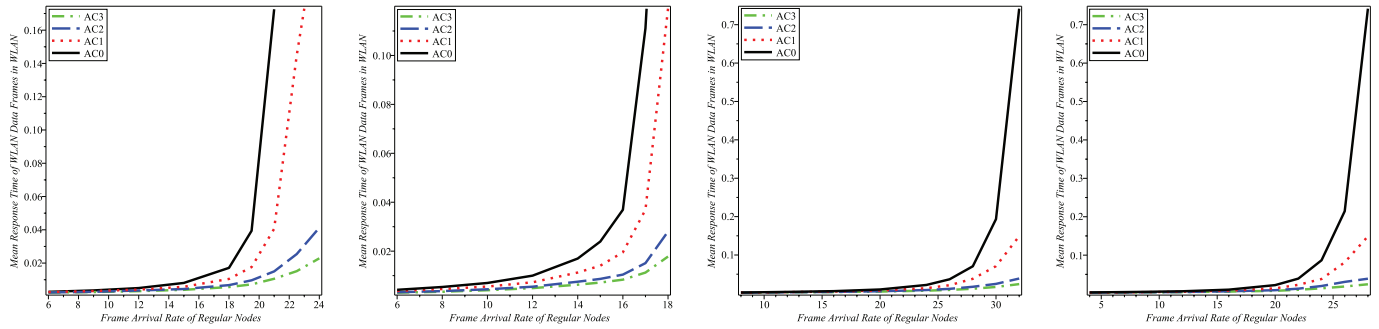 Mean Response Time of WLAN Data Frames in WLAN
0.16
0.14
0.12
0.10
0.08
0.06
0.04
0.02
AC3
AC2
AC1
AC0
6 8 10 12 14 16 18 20 22 24
Frame Arrival Rate of Regular Nodes
Mean Response Time of WLAN Data Frames in WLAN
0.10
0.08
0.06
0.04
0.02
AC3
AC2
AC1
AC0
6 8 10 12 14 16 18
Frame Arrival Rate of Regular Nodes
Mean Response Time of WLAN Data Frames in WLAN
0.7
0.6
0.5
0.4
0.3
0.2
0.1
AC3
AC2
AC1
AC0
10 15 20 25 30
Frame Arrival Rate of Regular Nodes
Mean Response Time of WLAN Data Frames in WLAN
0.7
0.6
0.5
0.4
0.3
0.2
0.1
AC3
AC2
AC1
AC0
5 10 15 20 25
Frame Arrival Rate of Regular Nodes